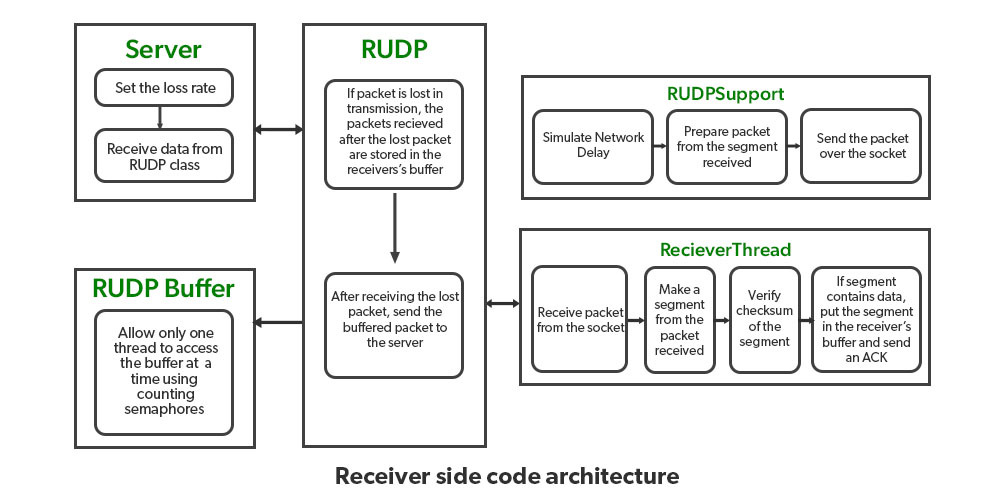 Server
Set the loss rate
Receive data from
RUDP class
RUDP
If packet is lost in
transmission, the
packets recieved
after the lost packet
are stored in the
receivers's buffer
After receiving the lost
packet, send the
buffered packet to
the server
RUDP Buffer
Allow only one
thread to access
the buffer at a
time using
counting
semaphores
RUDPSupport
Simulate Network
Delay
Prepare packet
from the segment
received
Send the packet
over the socket
RecieverThread
Receive packet
from the socket
Make a
segment
from the
packet
received
Verify
checksum
of the
segment
If segment
contains data,
put the segment
in the receiver's
buffer and send
an ACK
Receiver side code architecture